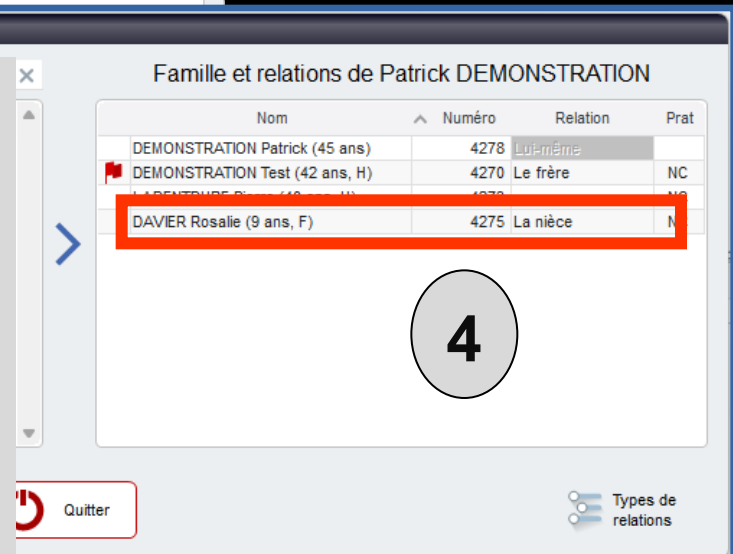 Famille et relations de Patrick DEMONSTRATION
Nom Numéro Relation Prat
DEMONSTRATION Patrick (45 ans) 4278 Lui-même
DEMONSTRATION Test (42 ans, H) 4270 Le frère NC
DAVIER Rosalie (9 ans, F) 4275 La nièce
4
Quitter
Types de
relations